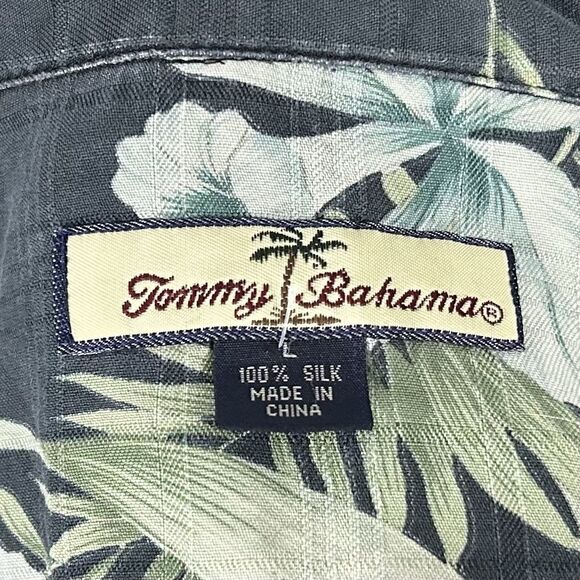 Tommy Bahama®
L
100% SILK
MADE IN
CHINA